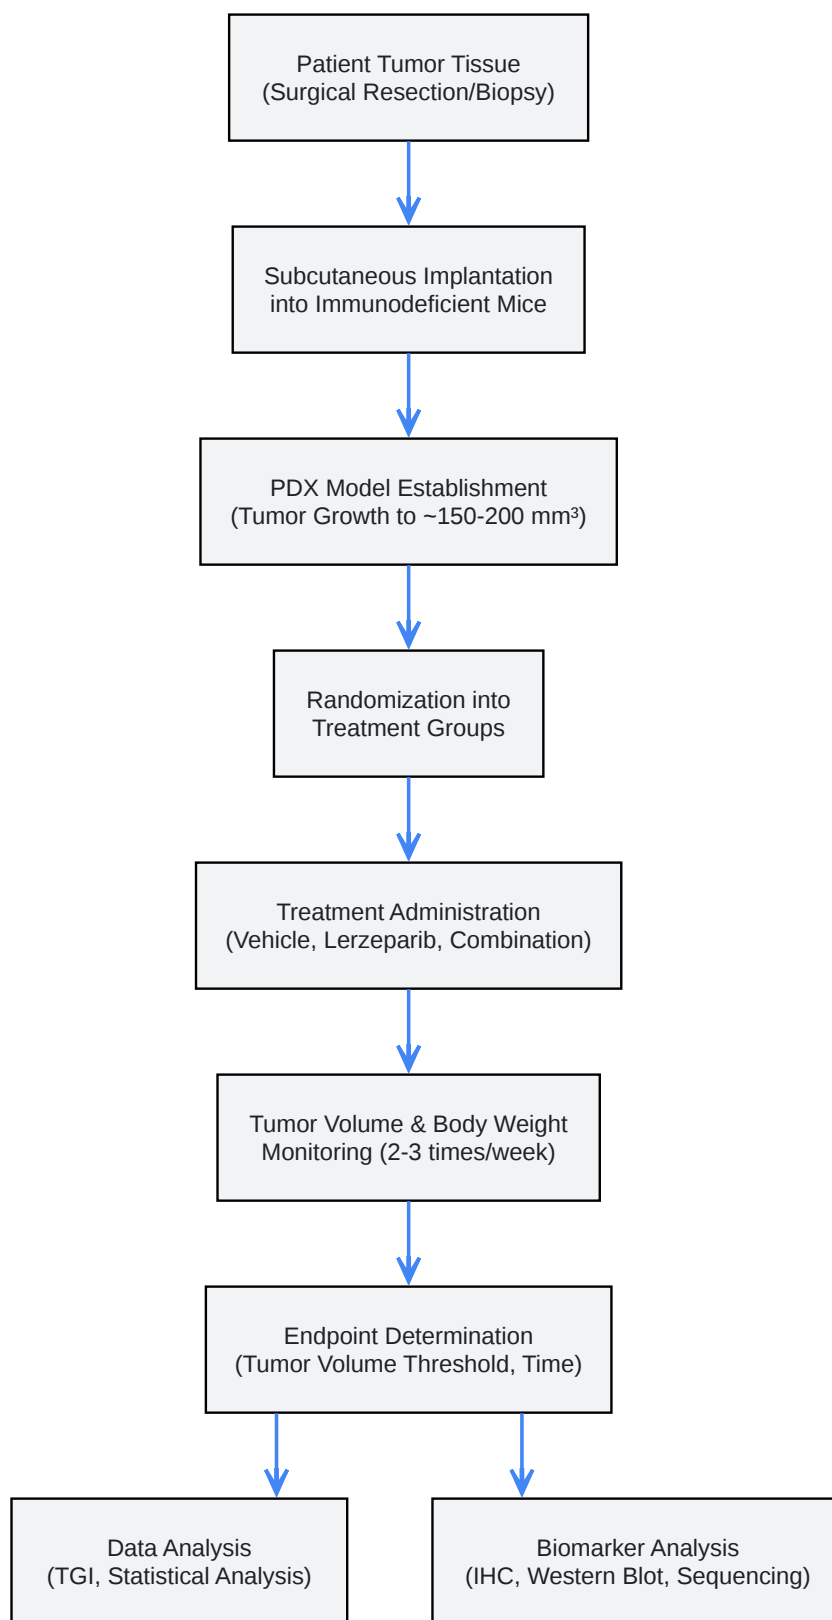 Patient Tumor Tissue
(Surgical Resection/Biopsy)
Subcutaneous Implantation
into Immunodeficient Mice
PDX Model Establishment
(Tumor Growth to ~150-200 mm³)
Randomization into
Treatment Groups
Treatment Administration
(Vehicle, Lerzeparib, Combination)
Tumor Volume & Body Weight
Monitoring (2-3 times/week)
Endpoint Determination
(Tumor Volume Threshold, Time)
Data Analysis
(TGI, Statistical Analysis)
Biomarker Analysis
(IHC, Western Blot, Sequencing)